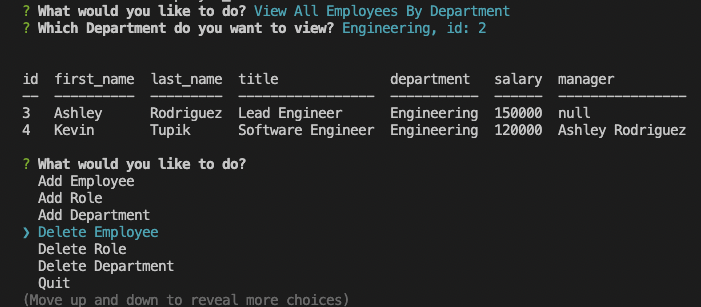 ? What would you like to do? View All Employees By Department
? Which Department do you want to view? Engineering, id: 2
id  first_name  last_name  title              department   salary  manager
--  ----------  ---------  -----------------  -----------  ------  ----------------
3   Ashley      Rodriguez  Lead Engineer      Engineering  150000  null
4   Kevin       Tupik      Software Engineer  Engineering  120000  Ashley Rodriguez
? What would you like to do?
Add Employee
Add Role
Add Department
❯ Delete Employee
Delete Role
Delete Department
Quit
(Move up and down to reveal more choices)